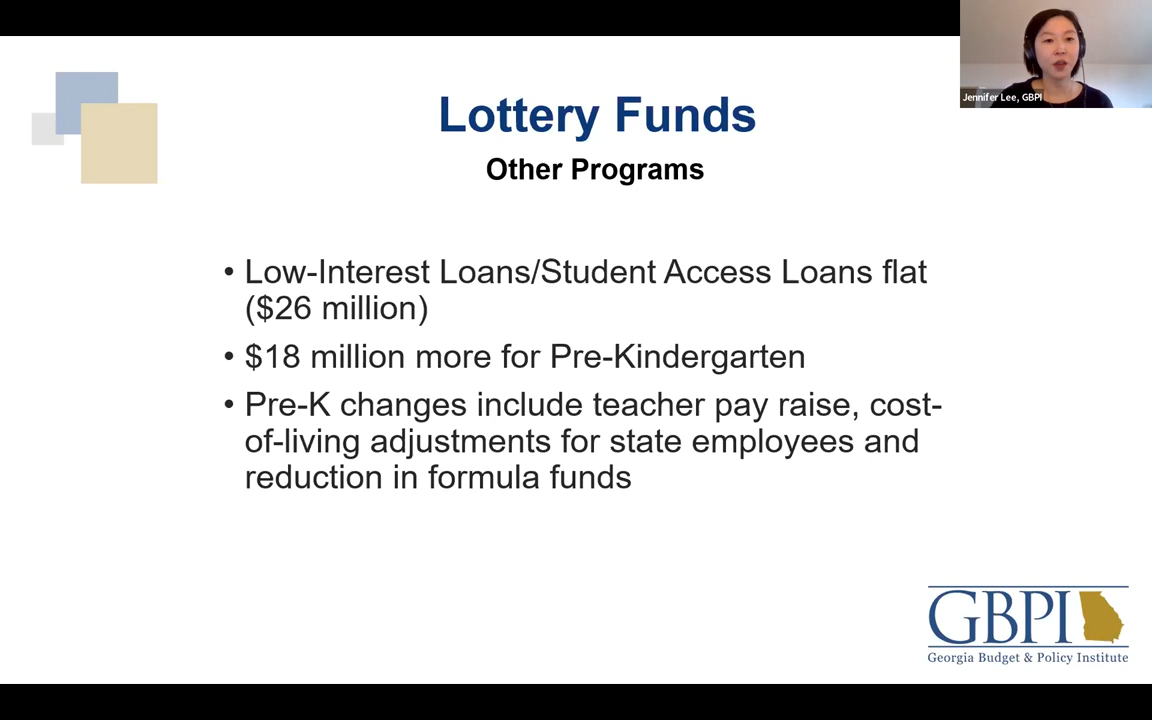 Lottery Funds
Other Programs
Jennifer Lee, GBPI
• Low-Interest Loans/Student Access Loans flat
($26 million)
• $18 million more for Pre-Kindergarten
• Pre-K changes include teacher pay raise, cost-
of-living adjustments for state employees and
reduction in formula funds
GBPI
Georgia Budget & Policy Institute